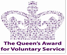 The Queen's Award
for Voluntary Service